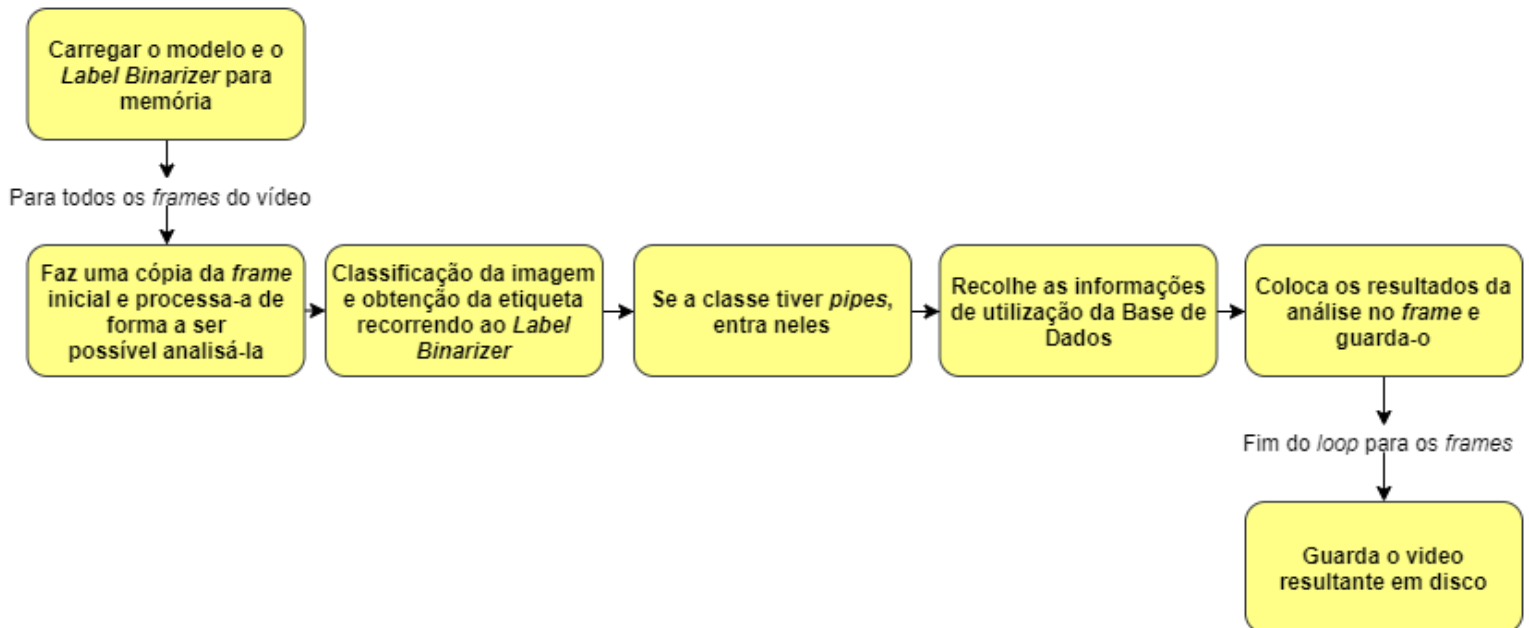 Carregar o modelo e o
Label Binarizer para
memória
Para todos os frames do vídeo
Faz uma cópia da frame
inicial e processa-a de
forma a ser
possível analisá-la
Classificação da imagem
e obtenção da etiqueta
recorrendo ao Label
Binarizer
Se a classe tiver pipes,
entra neles
Recolhe as informações
de utilização da Base de
Dados
Coloca os resultados da
análise no frame e
guarda-o
Fim do loop para os frames
Guarda o video
resultante em disco